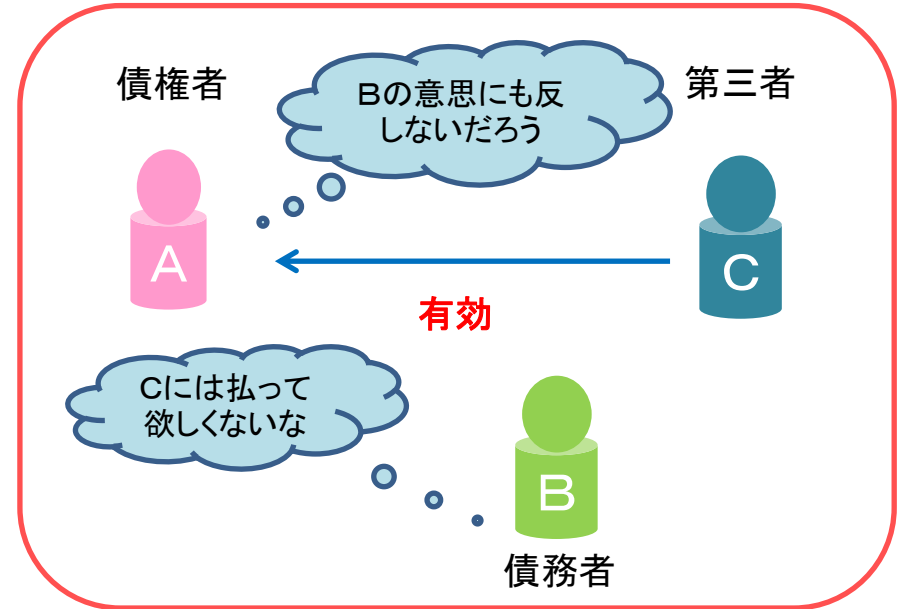 債権者
Bの意思にも反
しないだろう
第三者
A
C
有効
Cには払って
欲しくないな
B
債務者